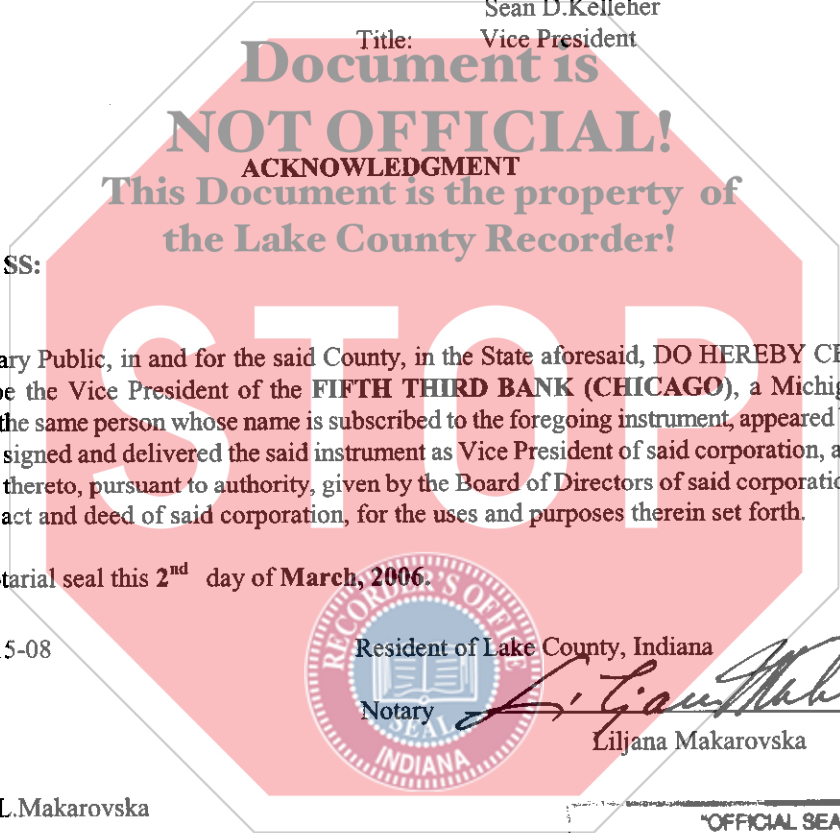 Sean D.Kelleher
Title: Vice President
Document is
NOT OFFICIAL!
ACKNOWLEDGMENT
This Document is the property of
the Lake County Recorder!
SS:
STOP
ary Public, in and for the said County, in the State aforesaid, DO HEREBY CE
be the Vice President of the FIFTH THIRD BANK (CHICAGO), a Michig
the same person whose name is subscribed to the foregoing instrument, appeared
signed and delivered the said instrument as Vice President of said corporation, a
thereto, pursuant to authority, given by the Board of Directors of said corporatio
act and deed of said corporation, for the uses and purposes therein set forth.
tarial seal this 2nd day of March, 2006.
RECORDER'S OFFICE
5-08 Resident of Lake County, Indiana
Notary
SEAL
Liljana Makarovska
INDIANA
L.Makarovska
"OFFICIAL SEA